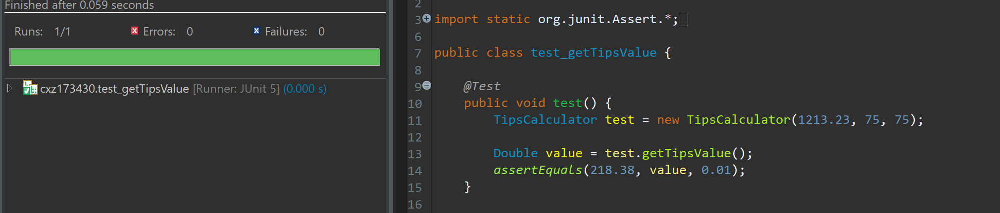 Finished after 0.059 seconds
Runs: 1/1 Errors: 0 Failures: 0
cxz173430.test_getTipsValue [Runner: JUnit 5] (0.000 s)
2
3 import static org.junit.Assert.*;
6
7 public class test_getTipsValue {
8
9 @Test
10 public void test() {
11 TipsCalculator test = new TipsCalculator(1213.23, 75, 75);
12
13 Double value = test.getTipsValue();
14 assertEquals(218.38, value, 0.01);
15 }
16